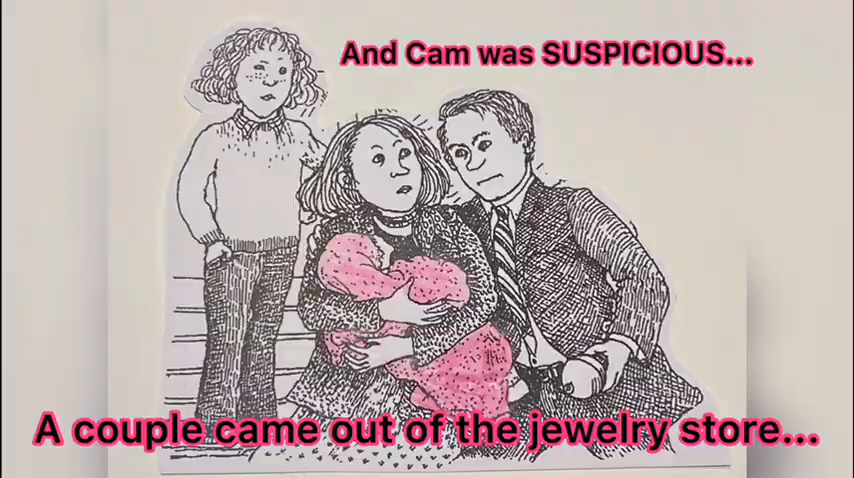 And Cam was SUSPICIOUS...
A couple came out of the jewelry store...